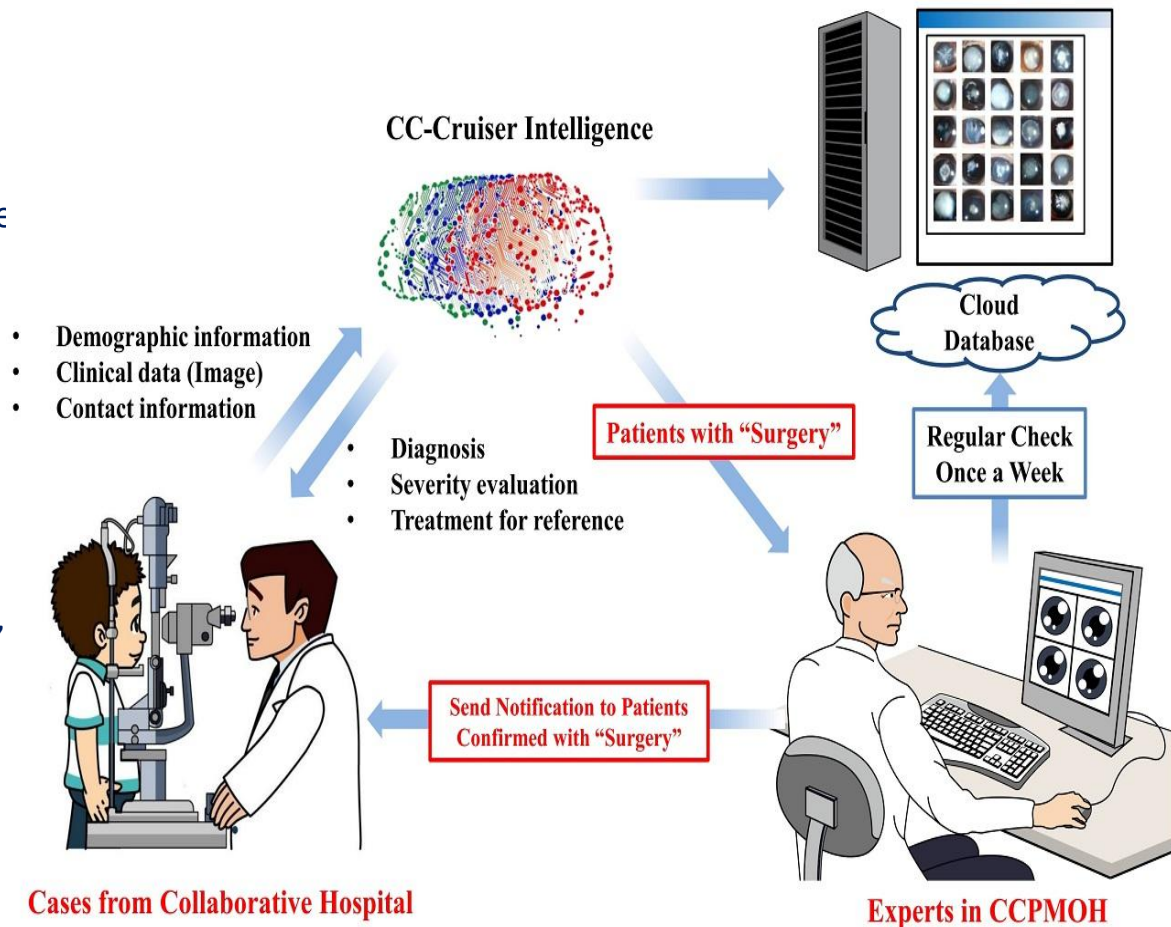 CC-Cruiser Intelligence
Cloud
Database
• Demographic information
• Clinical data (Image)
• Contact information
• Diagnosis
• Severity evaluation
• Treatment for reference
Patients with “Surgery”
Regular Check
Once a Week
Send Notification to Patients
Confirmed with “Surgery”
Cases from Collaborative Hospital
Experts in CCPMOH